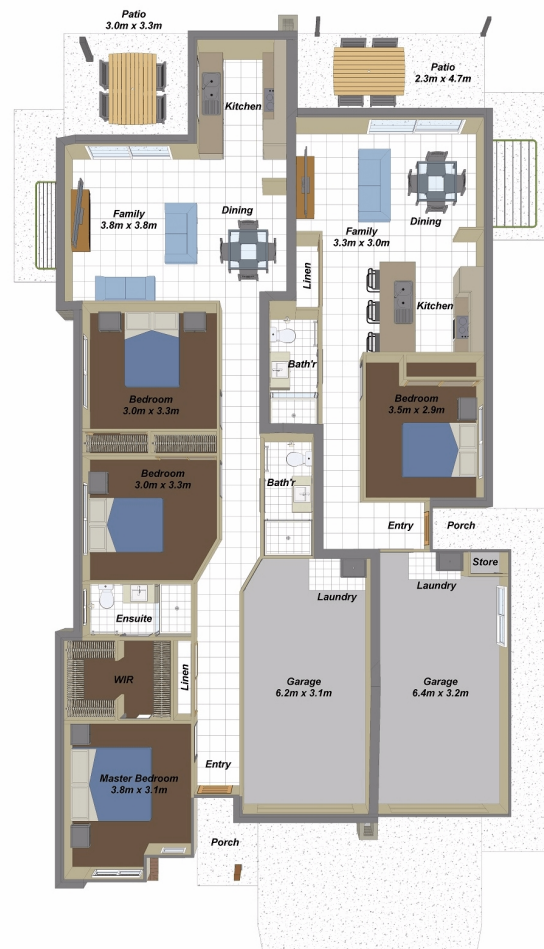 Patio
3.0m x 3.3m
Patio
2.3m x 4.7m
Kitchen
Family
3.8m x 3.8m
Dining
Family
3.3m x 3.0m
Dining
Linen
Kitchen
Bath'r
Bedroom
3.0m x 3.3m
Bedroom
3.5m x 2.9m
Bedroom
3.0m x 3.3m
Bath'r
Entry
Porch
Ensuite
Laundry
Laundry
Store
WIR
Linen
Garage
6.2m x 3.1m
Garage
6.4m x 3.2m
Entry
Master Bedroom
3.8m x 3.1m
Porch